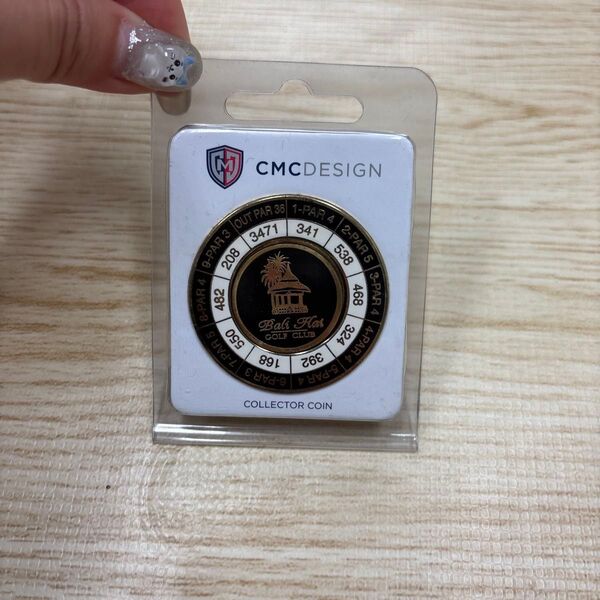 CMCDESIGN
OUT PAR 36
1-PAR 4
2-PAR 5
3-PAR 4
4-PAR 4
5-PAR 4
6-PAR 3
7-PAR 5
8-PAR 4
9-PAR 3
3471
341
538
468
324
392
168
550
482
208
Bali Hai
GOLF CLUB
COLLECTOR COIN